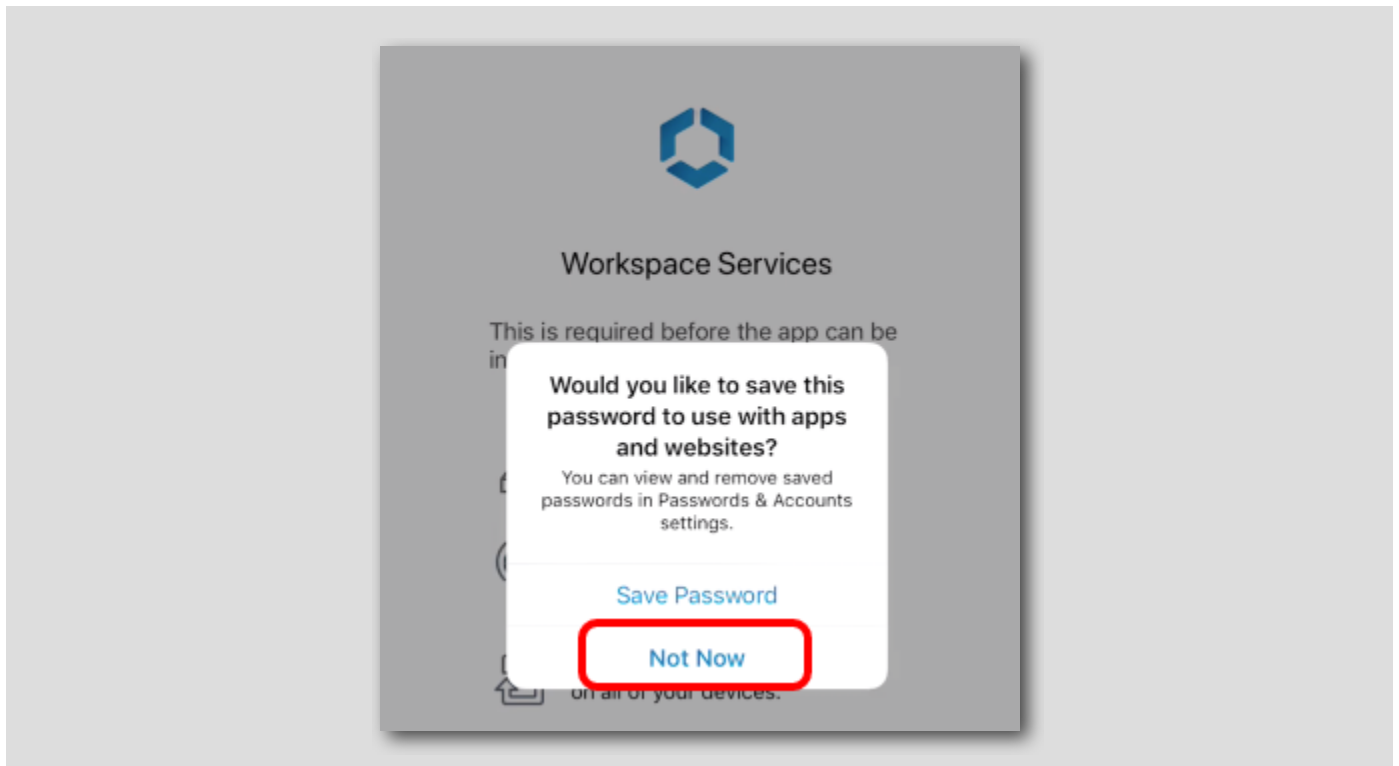 Workspace Services
This is required before the app can be
in
Would you like to save this
password to use with apps
and websites?
You can view and remove saved
passwords in Passwords & Accounts
settings.
Save Password
Not Now
on all of your devices.